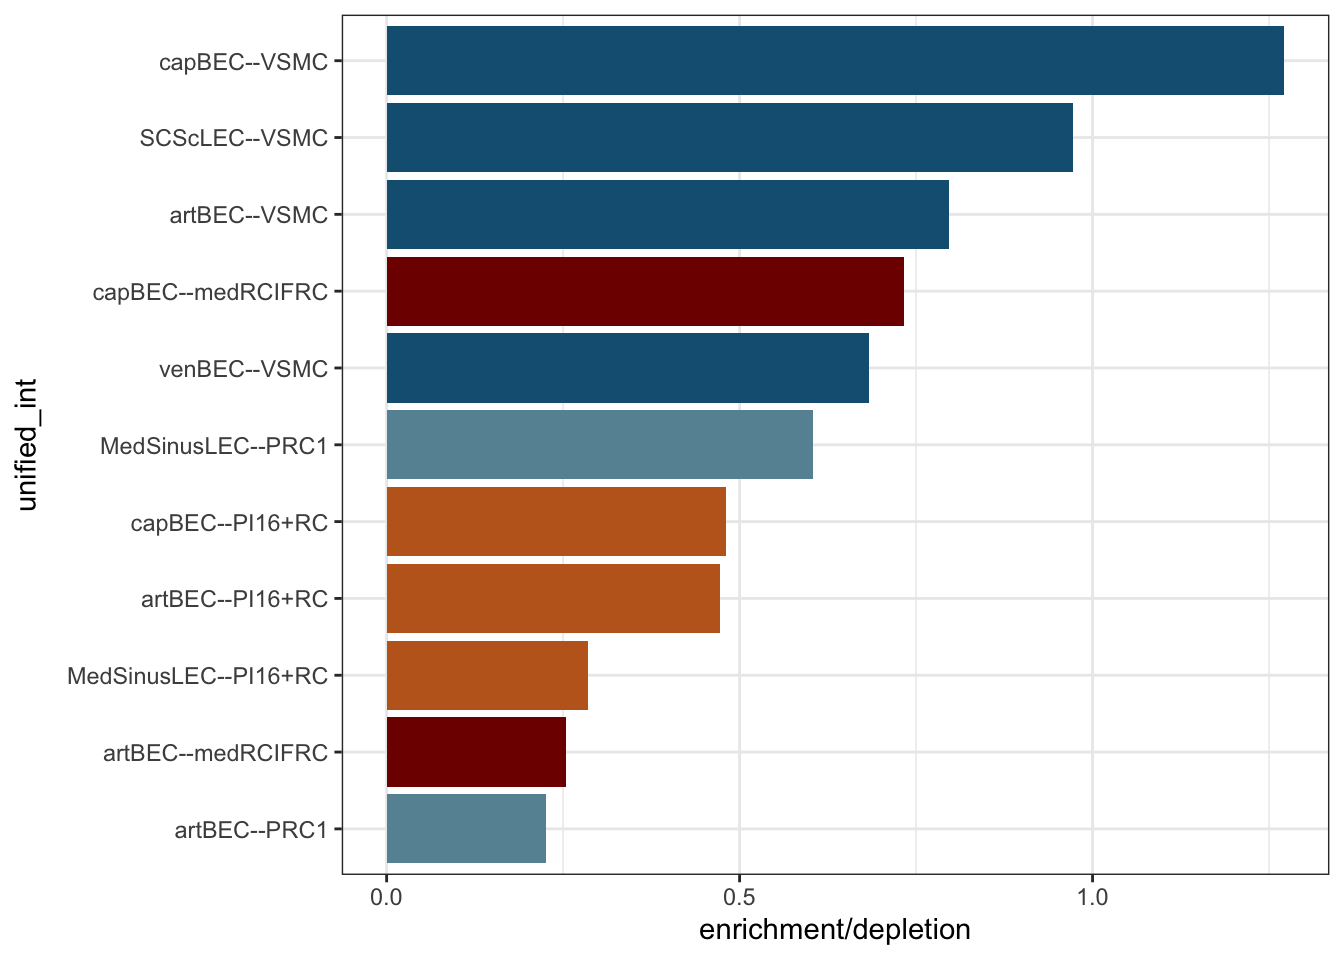 capBEC--VSMC
SCScLEC--VSMC
artBEC--VSMC
capBEC--medRCIFRC
venBEC--VSMC
MedSinusLEC--PRC1
capBEC--PI16+RC
artBEC--PI16+RC
MedSinusLEC--PI16+RC
artBEC--medRCIFRC
artBEC--PRC1
unified_int
0.0 0.5 1.0
enrichment/depletion